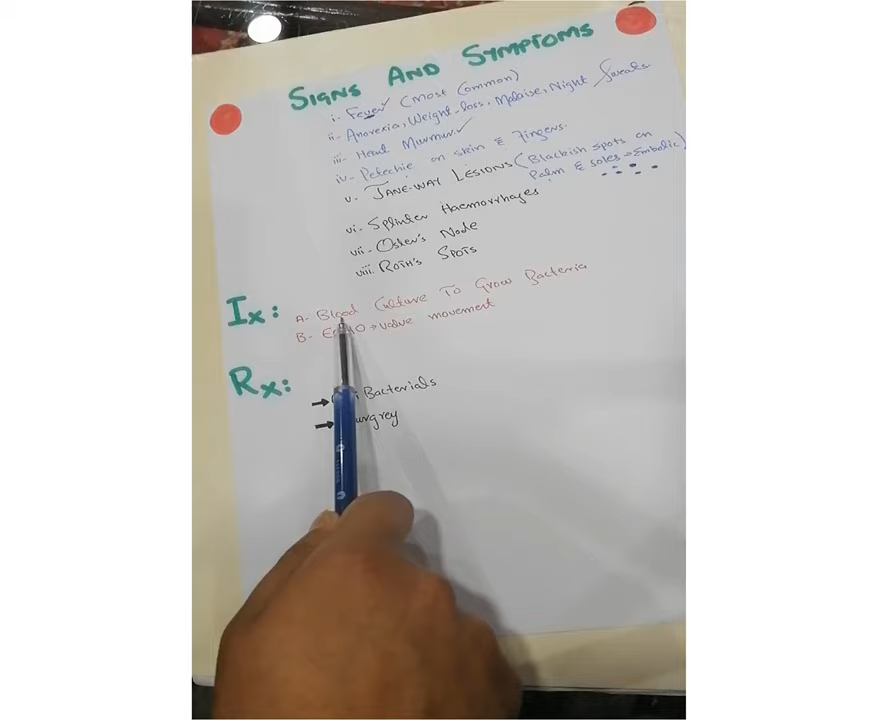 SIGNS AND SYMPTOMS
i- Fever (Most Common)
ii- Anorexia, Weight-loss, Malaise, Night Sweats
iii- Heart Murmur.
iv- Petechie on skin & Fingers.
v. JANE-WAY LESIONS (Blackish spots on
Palm & soles → Embolic)
vi- Splinter Haemorrhages
vii- Osker's Node
viii. ROTH'S SPOTS
Ix:
A- Blood Culture To Grow Bacteria
B- ECHO → valve movement
Rx:
→ Bacterials
→ urgrey